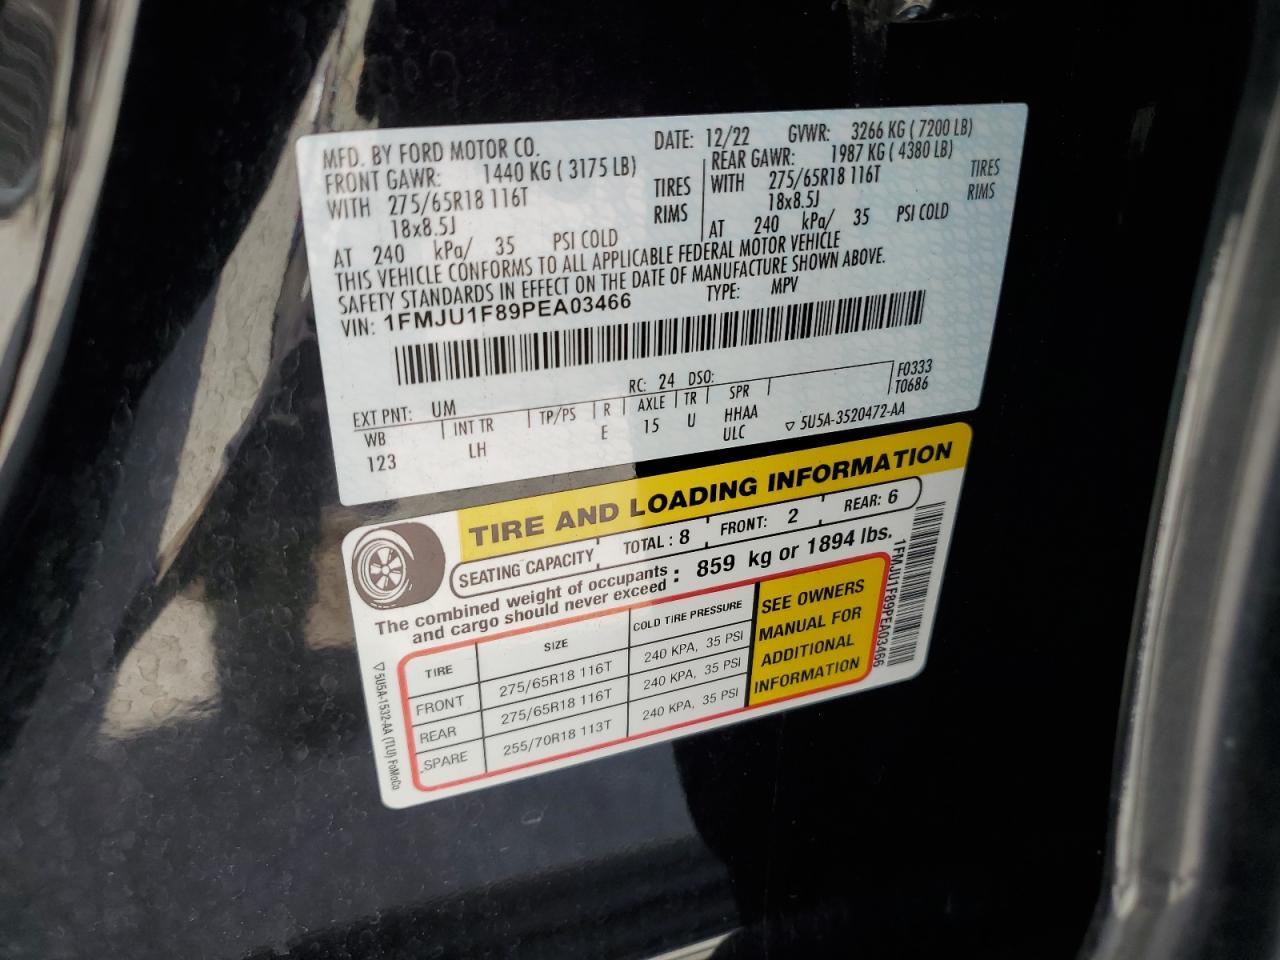 MFD. BY FORD MOTOR CO. DATE: 12/22 GVWR: 3266 KG ( 7200 LB)
FRONT GAWR: 1440 KG ( 3175 LB) REAR GAWR: 1987 KG ( 4380 LB)
WITH 275/65R18 116T TIRES WITH 275/65R18 116T TIRES
18x8.5J RIMS 18x8.5J RIMS
AT 240 kPa/ 35 PSI COLD AT 240 kPa/ 35 PSI COLD
THIS VEHICLE CONFORMS TO ALL APPLICABLE FEDERAL MOTOR VEHICLE
SAFETY STANDARDS IN EFFECT ON THE DATE OF MANUFACTURE SHOWN ABOVE.
VIN: 1FMJU1F89PEA03466 TYPE: MPV
EXT PNT: UM RC: 24 DSO: F0333
WB INT TR TP/PS R AXLE TR SPR T0686
123 LH E 15 U HHAA
ULC ▽ 5U5A-3520472-AA
TIRE AND LOADING INFORMATION
SEATING CAPACITY TOTAL : 8 FRONT: 2 REAR: 6
The combined weight of occupants
and cargo should never exceed : 859 kg or 1894 lbs.
TIRE SIZE COLD TIRE PRESSURE
FRONT 275/65R18 116T 240 KPA, 35 PSI
REAR 275/65R18 116T 240 KPA, 35 PSI
SPARE 255/70R18 113T 240 KPA, 35 PSI
SEE OWNERS
MANUAL FOR
ADDITIONAL
INFORMATION
1FMJU1F89PEA03466
▽5U5A-1532-AA (TLU) FoMoCo